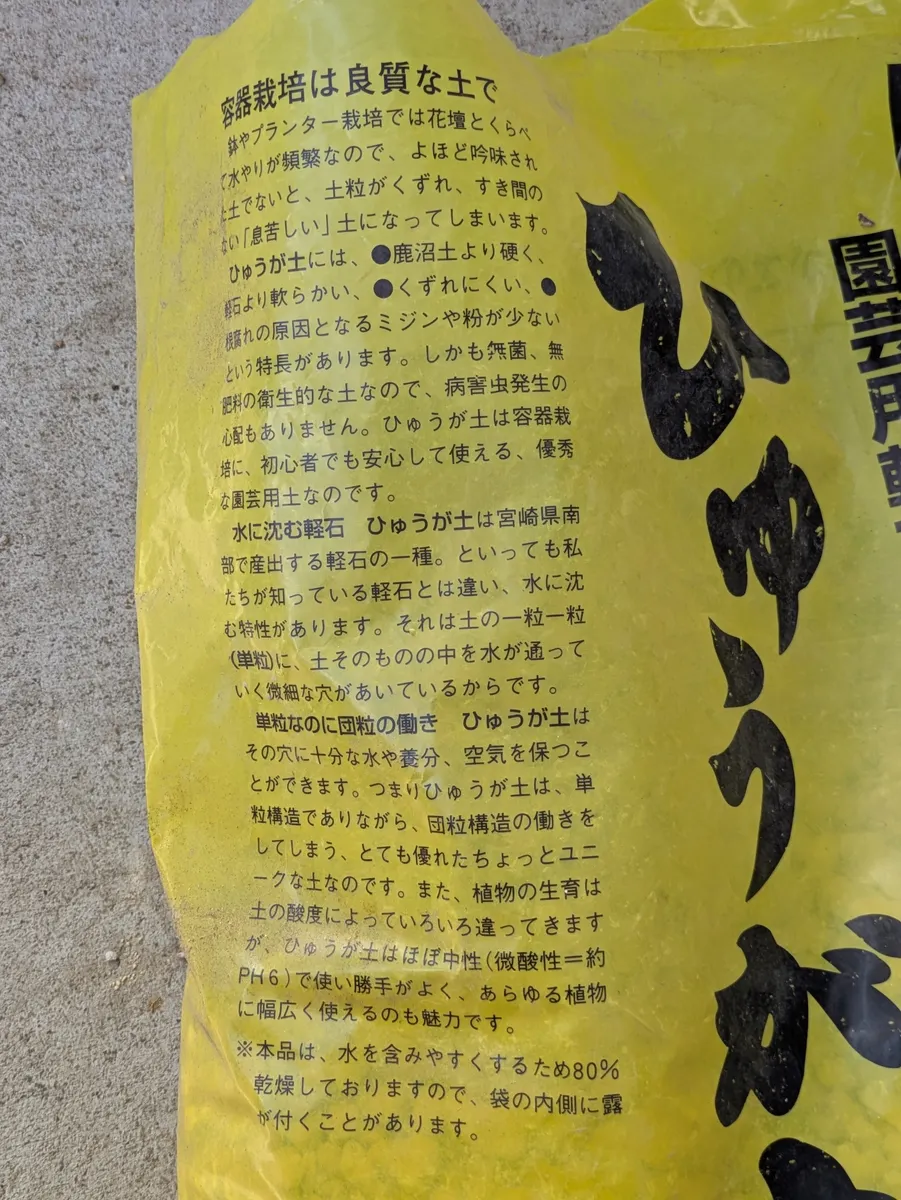 容器栽培は良質な土で
鉢やプランター栽培では花壇とくらべ
て水やりが頻繁なので、よほど吟味され
た土でないと、土粒がくずれ、すき間の
ない「息苦しい」土になってしまいます。
ひゅうが土には、●鹿沼土より硬く、
軽石より軟らかい、●くずれにくい、●
根腐れの原因となるミジンや粉が少ない
という特長があります。しかも無菌、無
肥料の衛生的な土なので、病害虫発生の
心配もありません。ひゅうが土は容器栽
培に、初心者でも安心して使える、優秀
な園芸用土なのです。
水に沈む軽石　ひゅうが土は宮崎県南
部で産出する軽石の一種。といっても私
たちが知っている軽石とは違い、水に沈
む特性があります。それは土の一粒一粒
(単粒)に、土そのものの中を水が通って
いく微細な穴があいているからです。
単粒なのに団粒の働き　ひゅうが土は
その穴に十分な水や養分、空気を保つこ
とができます。つまりひゅうが土は、単
粒構造でありながら、団粒構造の働きを
してしまう、とても優れたちょっとユニ
ークな土なのです。また、植物の生育は
土の酸度によっていろいろ違ってきます
が、ひゅうが土はほぼ中性(微酸性＝約
PH6)で使い勝手がよく、あらゆる植物
に幅広く使えるのも魅力です。
※本品は、水を含みやすくするため80%
乾燥しておりますので、袋の内側に露
が付くことがあります。
ひゅうが
園芸用